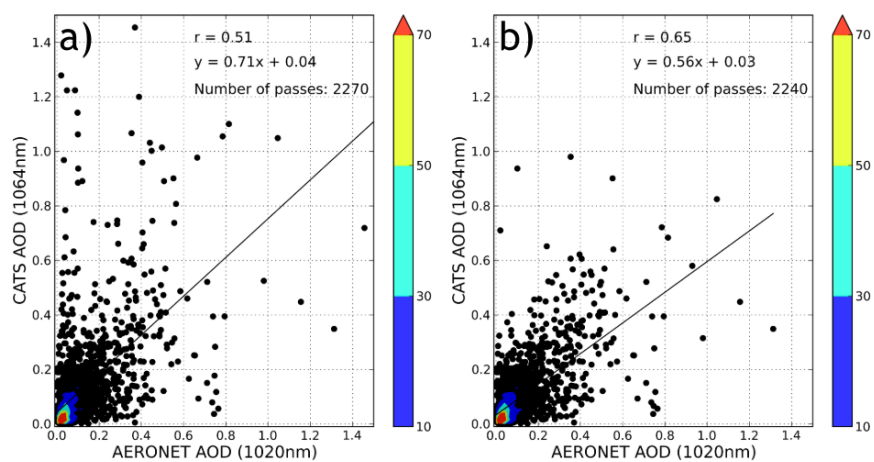 a)
r = 0.51
y = 0.71x + 0.04
Number of passes: 2270
CATS AOD (1064nm)
1.4
1.2
1.0
0.8
0.6
0.4
0.2
0.0
0.0 0.2 0.4 0.6 0.8 1.0 1.2 1.4
AERONET AOD (1020nm)
70
50
30
10
b)
r = 0.65
y = 0.56x + 0.03
Number of passes: 2240
CATS AOD (1064nm)
1.4
1.2
1.0
0.8
0.6
0.4
0.2
0.0
0.0 0.2 0.4 0.6 0.8 1.0 1.2 1.4
AERONET AOD (1020nm)
70
50
30
10